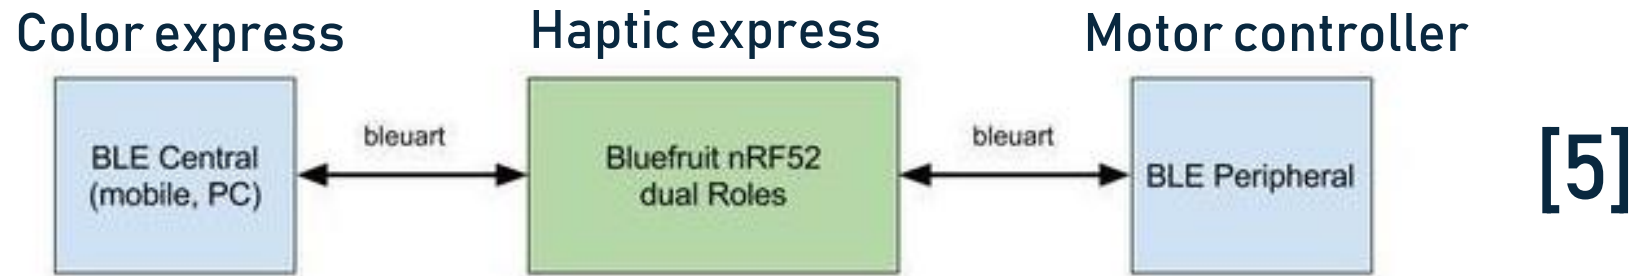 Color express
Haptic express
Motor controller
BLE Central
(mobile, PC)
bleuart
Bluefruit nRF52
dual Roles
bleuart
BLE Peripheral
[5]